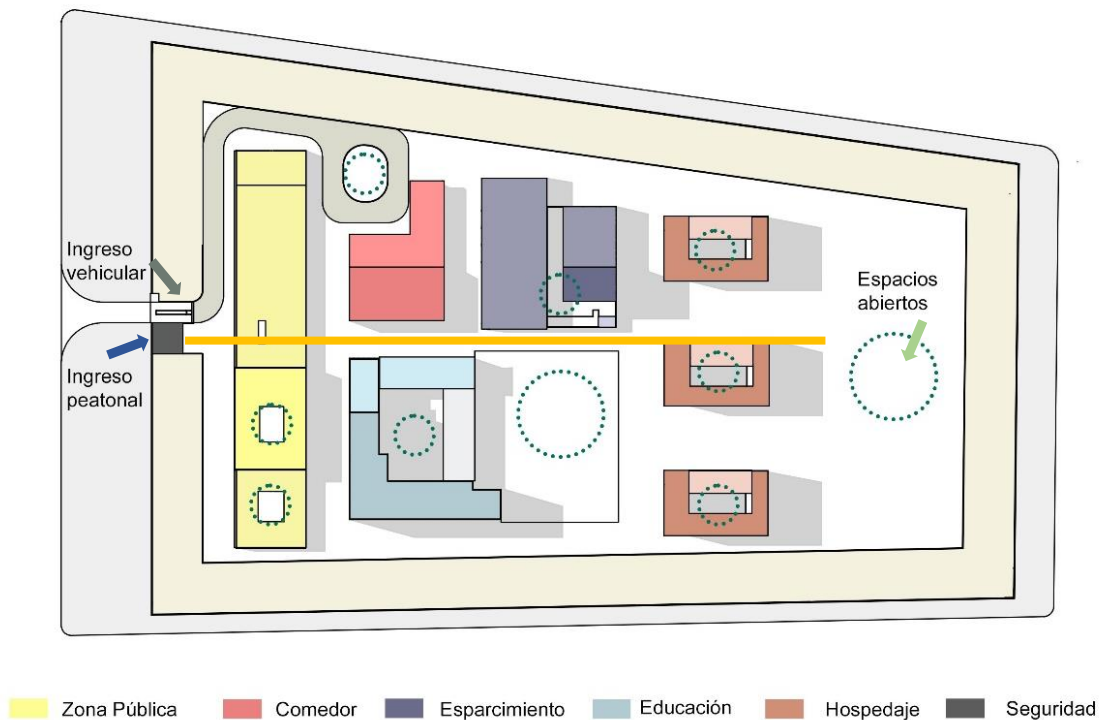 Ingreso
vehicular
Espacios
abiertos
Ingreso
peatonal
Zona Pública
Comedor
Esparcimiento
Educación
Hospedaje
Seguridad